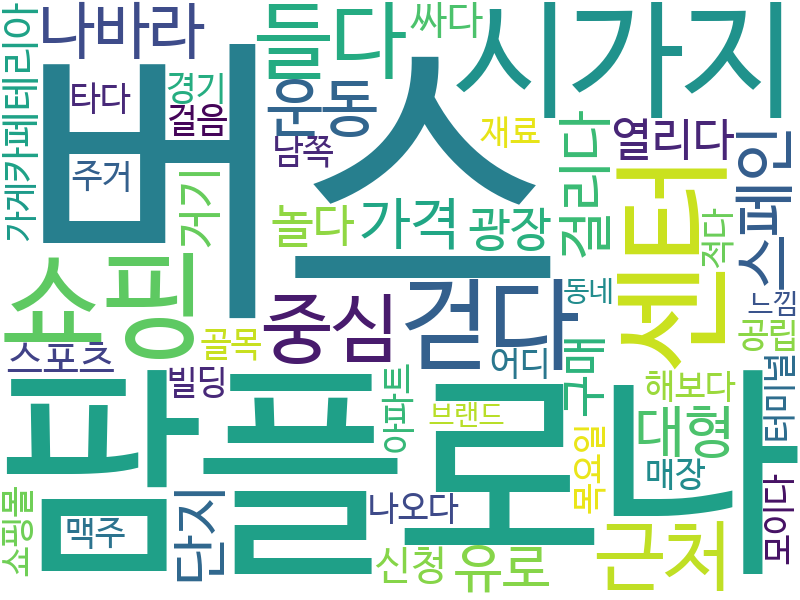 가게카페테리아
나바라
들다
싸다
시가지
버스
타다
경기
걸음
운동
남쪽
재료
열리다
주거
거기
놀다
가격
광장
걸리다
센터
스페인
적다
쇼핑
중심
걷다
동네
느낌
스포츠
골목
어디
구매
공립
빌딩
아파트
브랜드
해보다
터미널
팜플로나
대형
쇼핑몰
맥주
단지
나오다
목요일
매장
모이다
신청
유로
근처